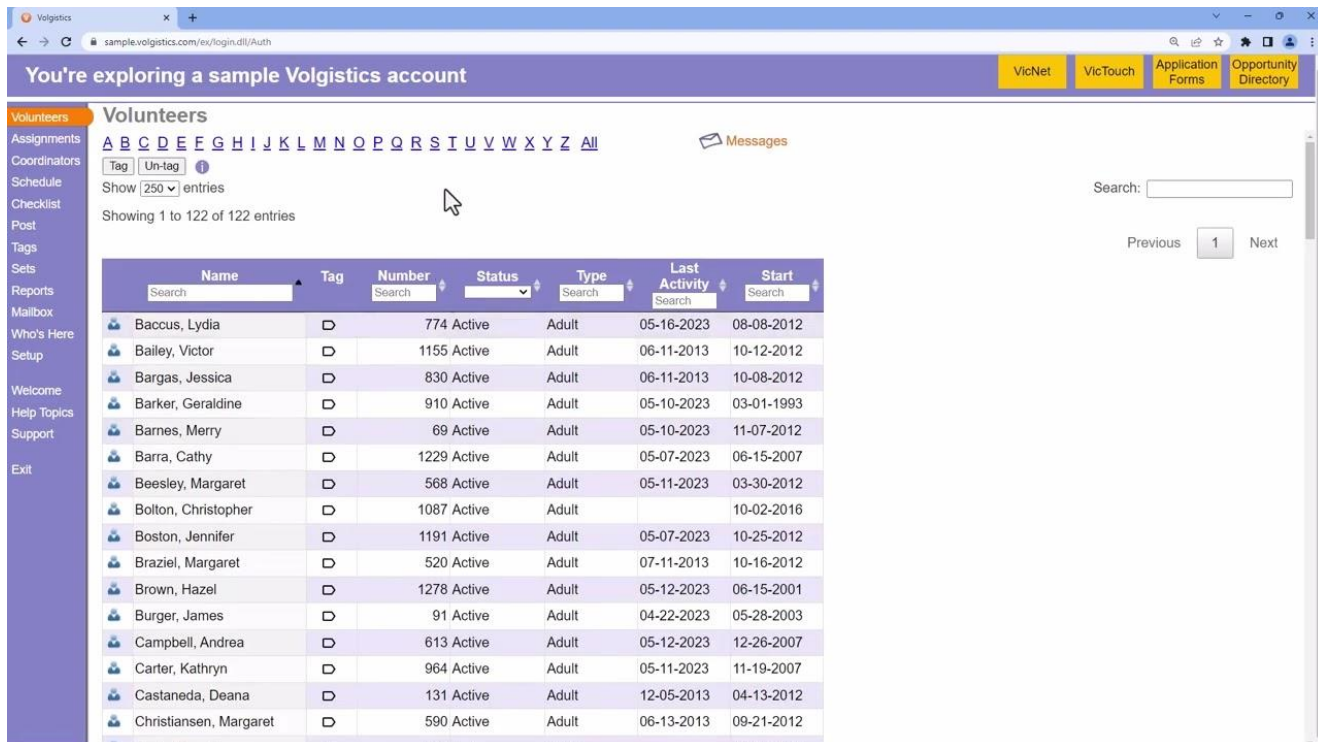 Volgistics
sample.volgistics.com/ex/login.dll/Auth
You're exploring a sample Volgistics account
VicNet
VicTouch
Application Forms
Opportunity Directory
Volunteers
Assignments
Coordinators
Schedule
Checklist
Post
Tags
Sets
Reports
Mailbox
Who's Here
Setup
Welcome
Help Topics
Support
Exit
Volunteers
A B C D E F G H I J K L M N O P Q R S T U V W X Y Z All
Messages
Tag Un-tag
Show 250 entries
Search:
Showing 1 to 122 of 122 entries
Previous 1 Next
Name Tag Number Status Type Last Activity Start
Search Search Search Search Search
Baccus, Lydia 774 Active Adult 05-16-2023 08-08-2012
Bailey, Victor 1155 Active Adult 06-11-2013 10-12-2012
Bargas, Jessica 830 Active Adult 06-11-2013 10-08-2012
Barker, Geraldine 910 Active Adult 05-10-2023 03-01-1993
Barnes, Merry 69 Active Adult 05-10-2023 11-07-2012
Barra, Cathy 1229 Active Adult 05-07-2023 06-15-2007
Beesley, Margaret 568 Active Adult 05-11-2023 03-30-2012
Bolton, Christopher 1087 Active Adult 10-02-2016
Boston, Jennifer 1191 Active Adult 05-07-2023 10-25-2012
Braziel, Margaret 520 Active Adult 07-11-2013 10-16-2012
Brown, Hazel 1278 Active Adult 05-12-2023 06-15-2001
Burger, James 91 Active Adult 04-22-2023 05-28-2003
Campbell, Andrea 613 Active Adult 05-12-2023 12-26-2007
Carter, Kathryn 964 Active Adult 05-11-2023 11-19-2007
Castaneda, Deana 131 Active Adult 12-05-2013 04-13-2012
Christiansen, Margaret 590 Active Adult 06-13-2013 09-21-2012